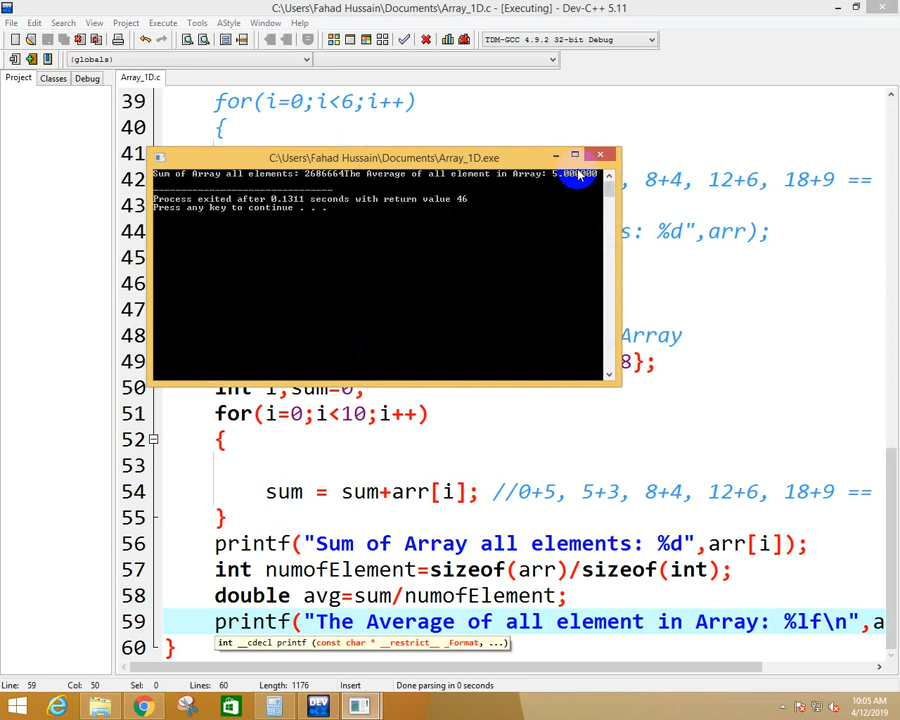 C:\Users\Fahad Hussain\Documents\Array_1D.c - [Executing] - Dev-C++ 5.11
File Edit Search View Project Execute Tools AStyle Window Help
TDM-GCC 4.9.2 32-bit Debug
(globals)
Project Classes Debug Array_1D.c
39 for(i=0;i<6;i++)
40 {
C:\Users\Fahad Hussain\Documents\Array_1D.exe
Sum of Array all elements: 2686664The Average of all element in Array: 5.000000
Process exited after 0.1311 seconds with return value 46
Press any key to continue . . .
41
42 , 8+4, 12+6, 18+9 ==
43
44 s: %d",arr);
45
46
47
48 Array
49 8};
50 int i,sum=0;
51 for(i=0;i<10;i++)
52 {
53
54 sum = sum+arr[i]; //0+5, 5+3, 8+4, 12+6, 18+9 ==
55 }
56 printf("Sum of Array all elements: %d",arr[i]);
57 int numofElement=sizeof(arr)/sizeof(int);
58 double avg=sum/numofElement;
59 printf("The Average of all element in Array: %lf\n",a
60 }
int __cdecl printf (const char * __restrict__ _Format, ...)
Line: 59 Col: 50 Sel: 0 Lines: 60 Length: 1176 Insert Done parsing in 0 seconds
DEV
10:05 AM
4/12/2019